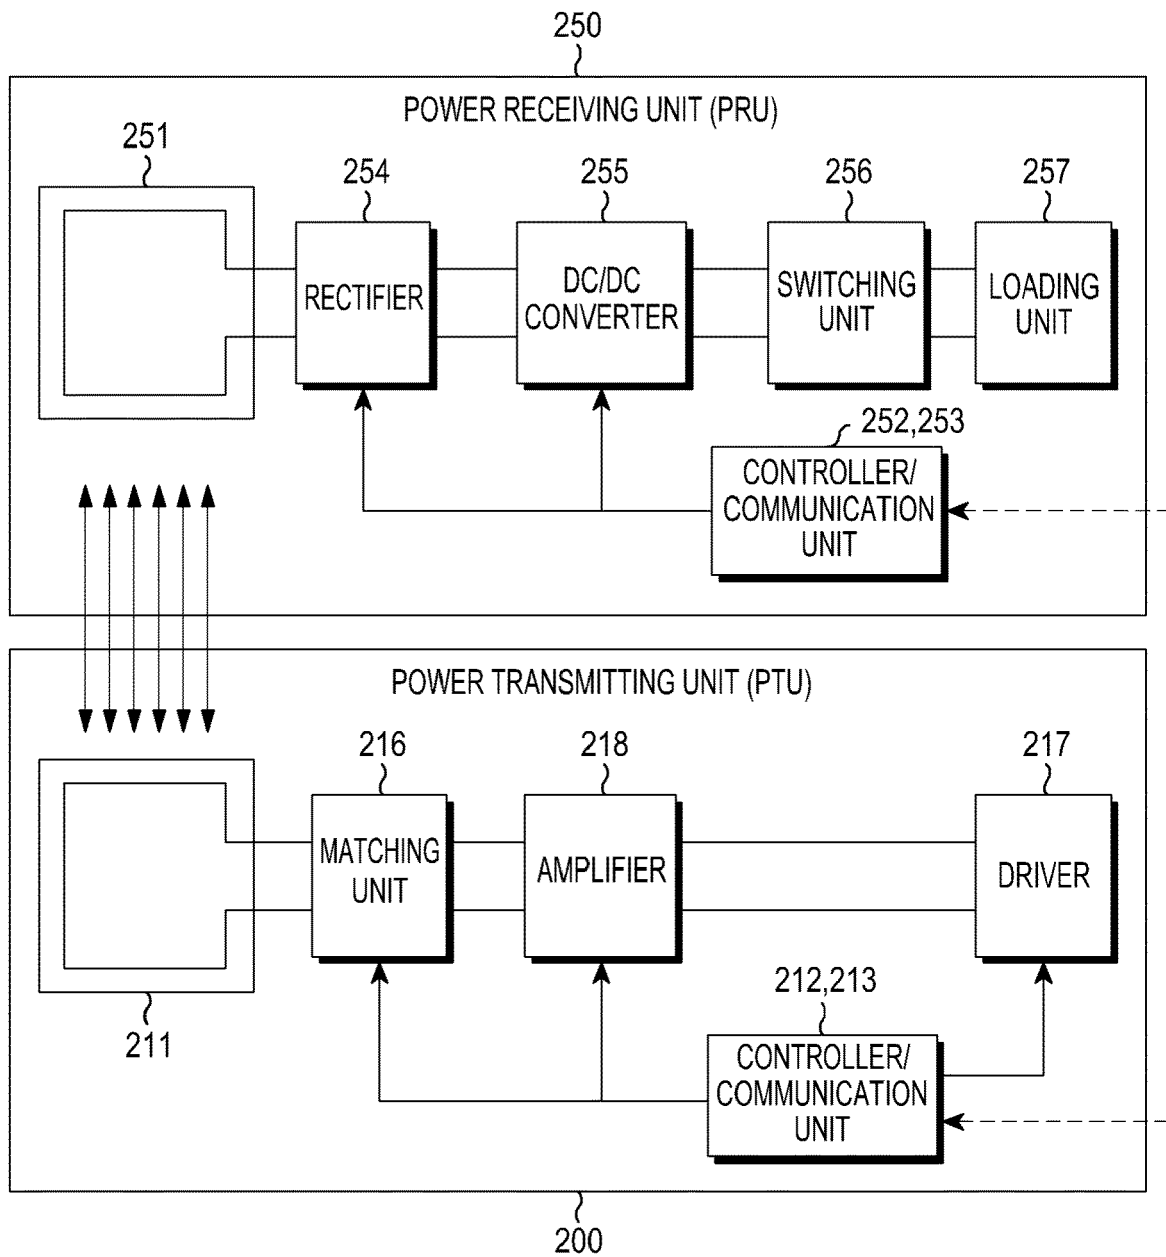 250
POWER RECEIVING UNIT (PRU)
251
254
255
256
257
RECTIFIER
DC/DC
CONVERTER
SWITCHING
UNIT
LOADING
UNIT
252,253
CONTROLLER/
COMMUNICATION
UNIT
POWER TRANSMITTING UNIT (PTU)
216
218
217
MATCHING
UNIT
AMPLIFIER
DRIVER
211
212,213
CONTROLLER/
COMMUNICATION
UNIT
200